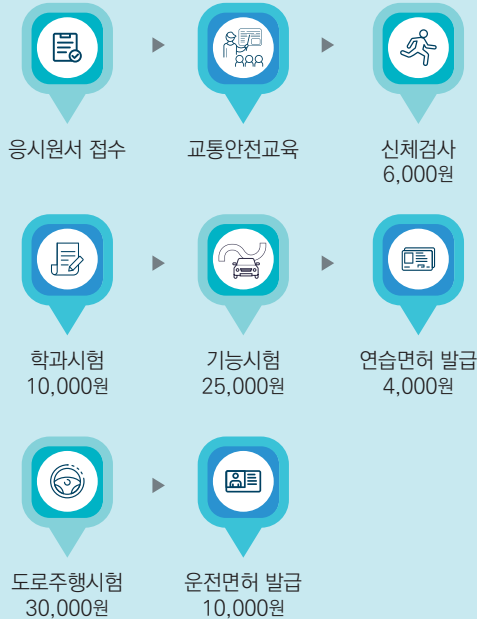 응시원서 접수
교통안전교육
신체검사
6,000원
학과시험
10,000원
기능시험
25,000원
연습면허 발급
4,000원
도로주행시험
30,000원
운전면허 발급
10,000원